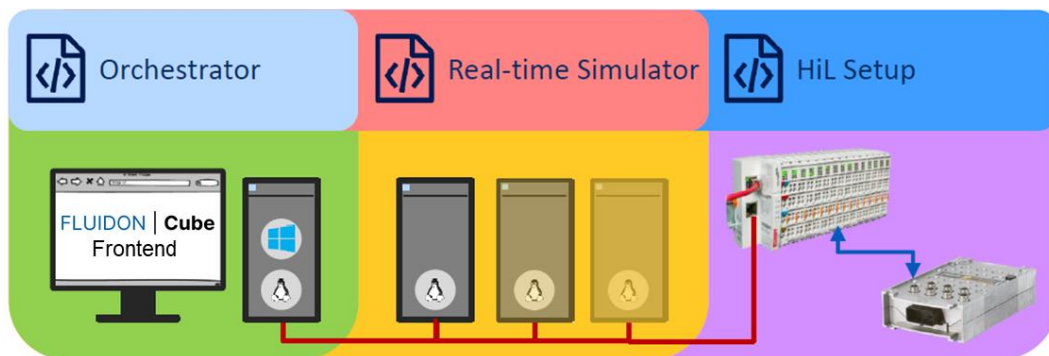 Orchestrator
Real-time Simulator
HiL Setup
FLUIDON | Cube
Frontend